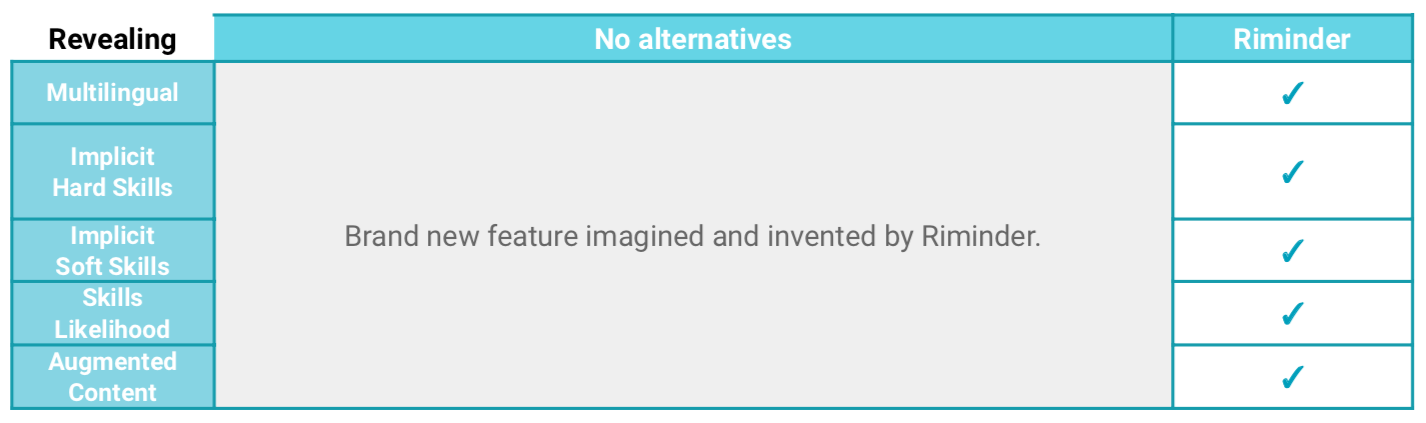 Revealing
No alternatives
Riminder
Multilingual
✓
Implicit
Hard Skills
✓
Brand new feature imagined and invented by Riminder.
Implicit
Soft Skills
✓
Skills
Likelihood
✓
Augmented
Content
✓